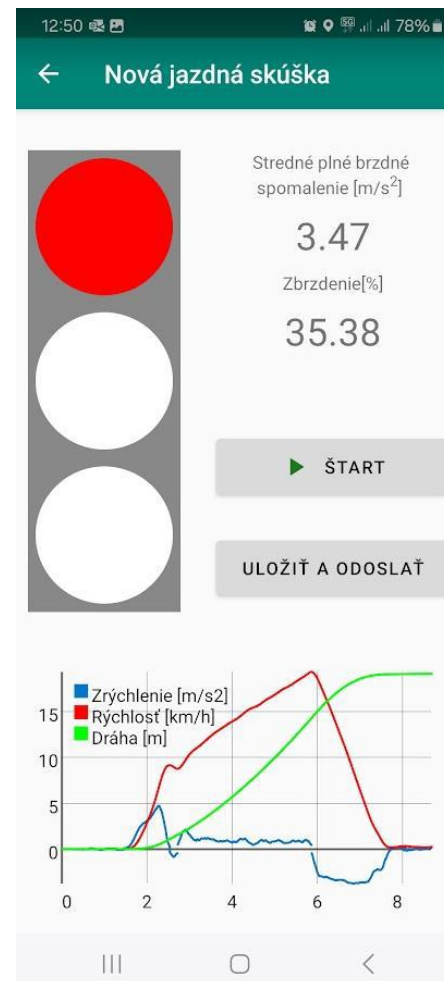 12:50 5G 78%
Nová jazdná skúška
Stredné plné brzdné
spomalenie [m/s2]
3.47
Zbrzdenie[%]
35.38
ŠTART
ULOŽIŤ A ODOSLAŤ
Zrýchlenie [m/s2]
Rýchlosť [km/h]
Dráha [m]
15
10
5
0
0 2 4 6 8